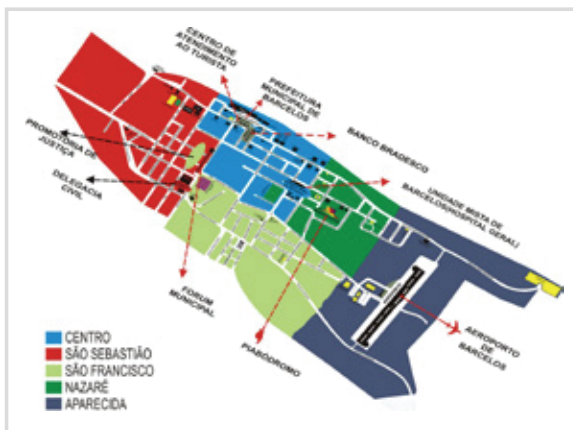 CENTRO DE
ATENDIMENTO
AO TURISTA
PREFEITURA
MUNICIPAL DE
BARCELOS
BANCO BRADESCO
UNIDADE MISTA DE
BARCELOS(HOSPITAL GERAL)
PROMOTORIA DE
JUSTIÇA
DELEGACIA
CIVIL
FORUM
MUNICIPAL
PIABÓDROMO
AEROPORTO
DE
BARCELOS
CENTRO
SÃO SEBASTIÃO
SÃO FRANCISCO
NAZARÉ
APARECIDA